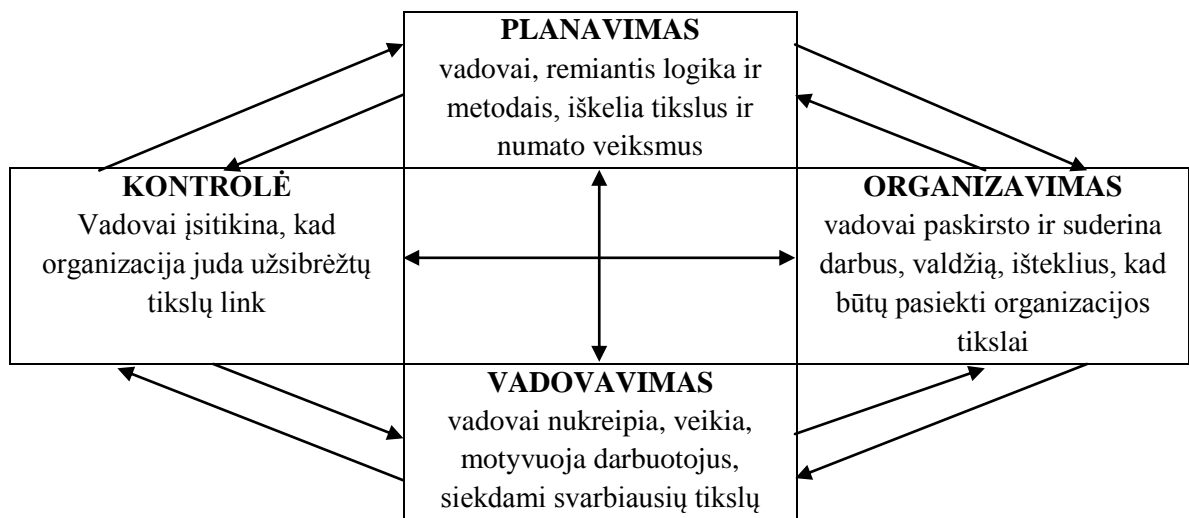 PLANAVIMAS
vadovai, remiantis logika ir
metodais, iškelia tikslus ir
numato veiksmus
KONTROLĖ
Vadovai įsitikina, kad
organizacija juda užsibrėžtų
tikslų link
ORGANIZAVIMAS
vadovai paskirsto ir suderina
darbus, valdžią, išteklius, kad
būtų pasiekti organizacijos
tikslai
VADOVAVIMAS
vadovai nukreipia, veikia,
motyvuoja darbuotojus,
siekdami svarbiausių tikslų